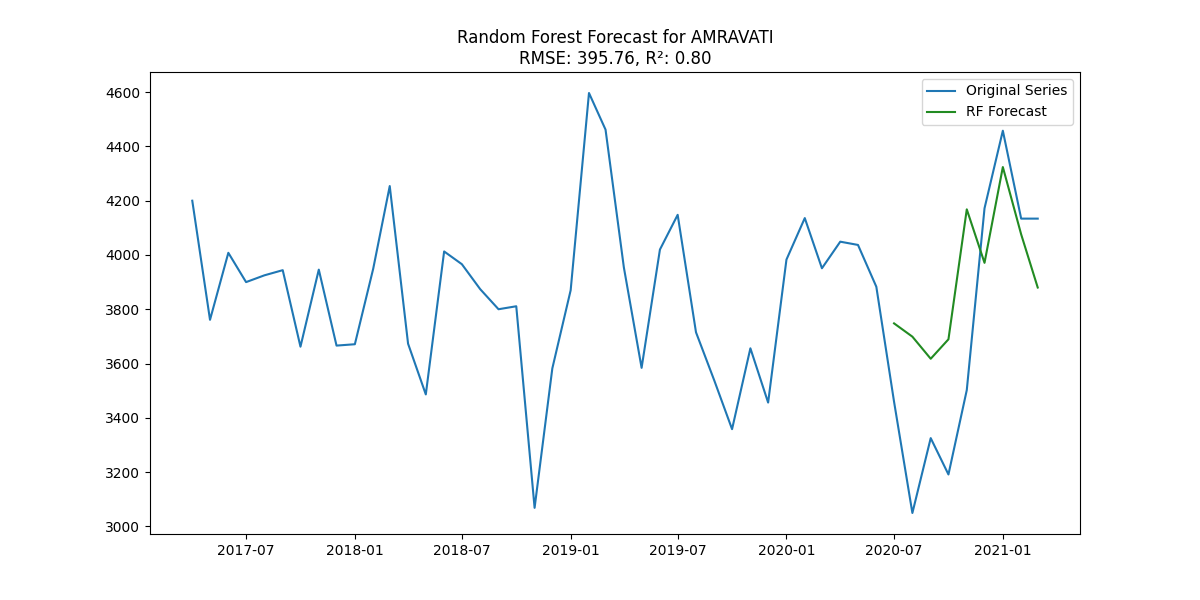 Random Forest Forecast for AMRAVATI
RMSE: 395.76, R²: 0.80
Original Series
RF Forecast
4600
4400
4200
4000
3800
3600
3400
3200
3000
2017-07 2018-01 2018-07 2019-01 2019-07 2020-01 2020-07 2021-01